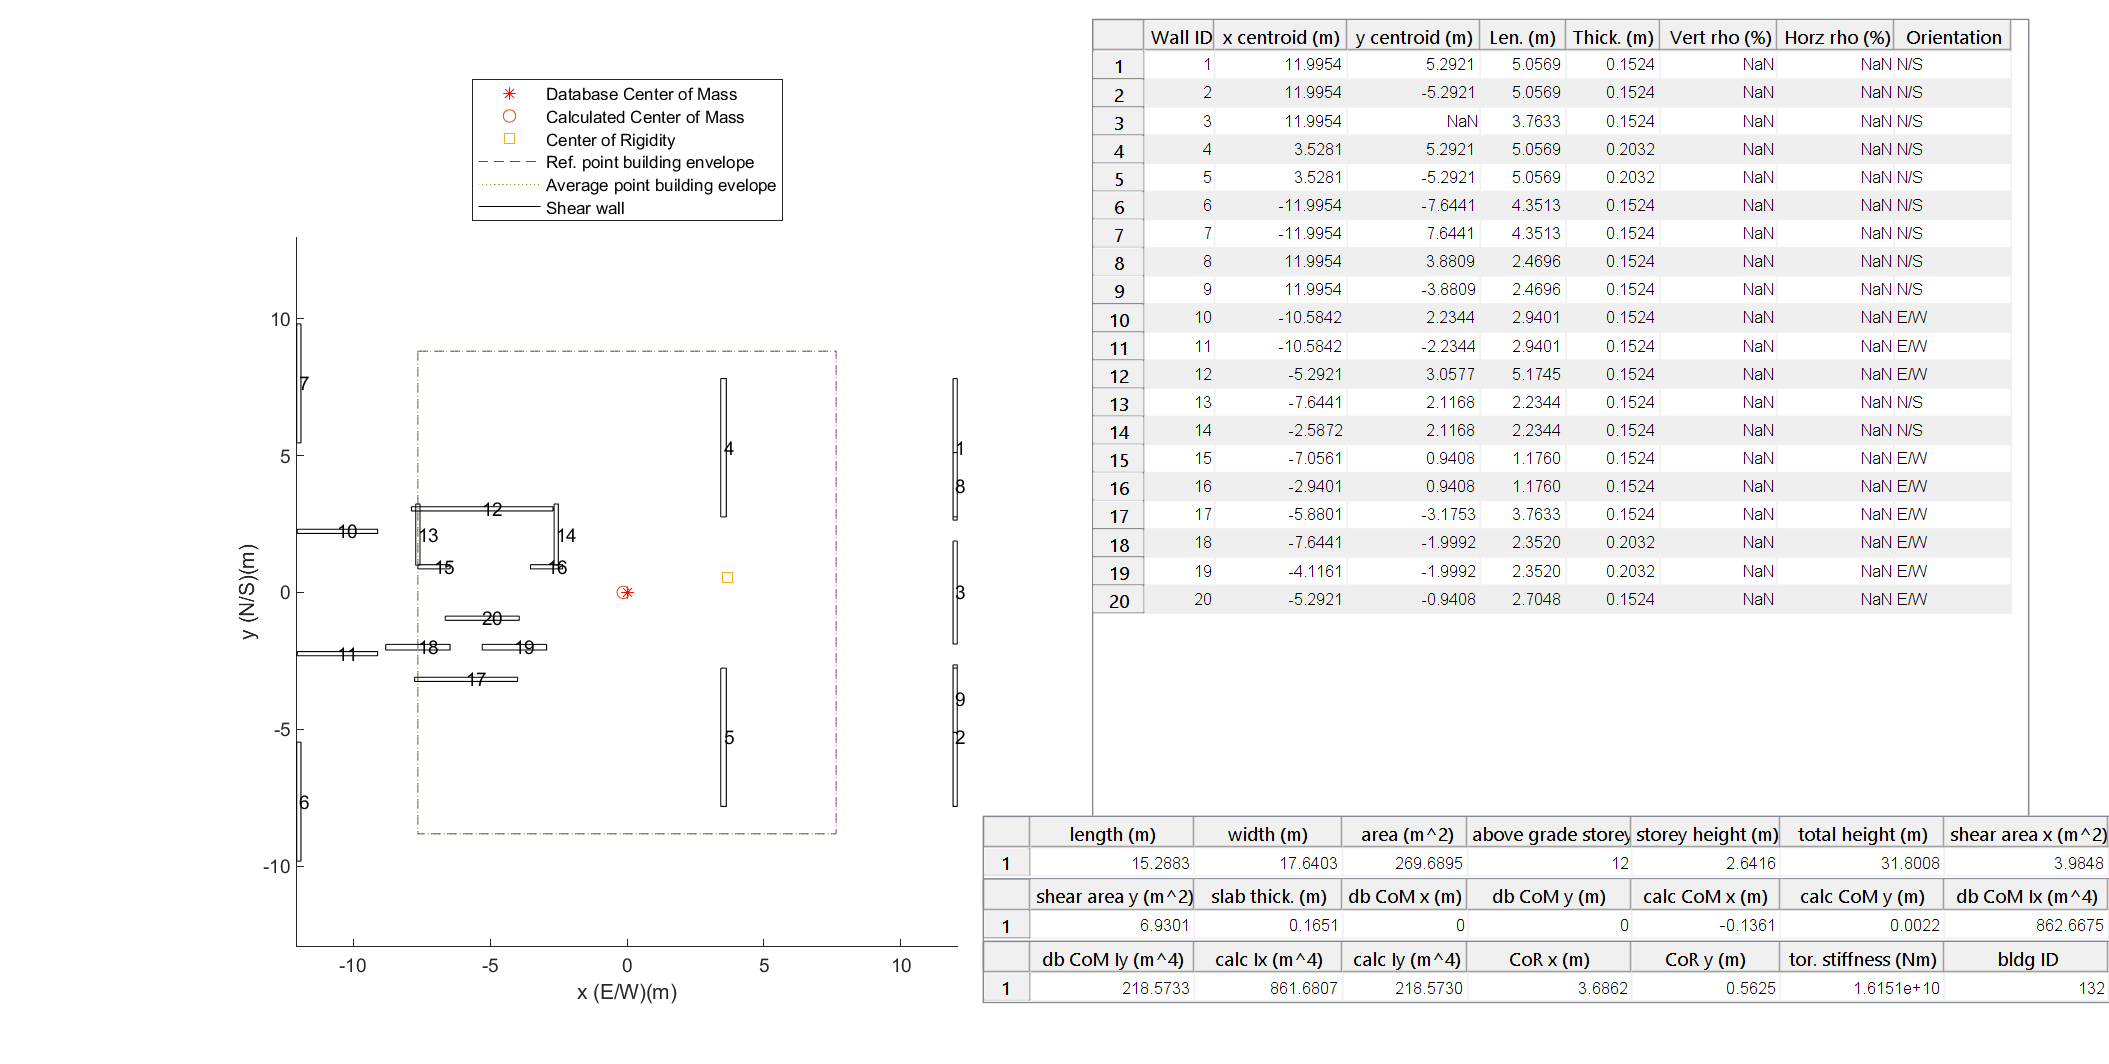 Database Center of Mass
Calculated Center of Mass
Center of Rigidity
Ref. point building envelope
Average point building evelope
Shear wall
10
5
0
-5
-10
y (N/S)(m)
-10 -5 0 5 10
x (E/W)(m)
7
4
1
8
12
10
13
14
15
16
3
20
18
19
11
17
9
5
2
6
Wall ID x centroid (m) y centroid (m) Len. (m) Thick. (m) Vert rho (%) Horz rho (%) Orientation
1 1 11.9954 5.2921 5.0569 0.1524 NaN NaN N/S
2 2 11.9954 -5.2921 5.0569 0.1524 NaN NaN N/S
3 3 11.9954 NaN 3.7633 0.1524 NaN NaN N/S
4 4 3.5281 5.2921 5.0569 0.2032 NaN NaN N/S
5 5 3.5281 -5.2921 5.0569 0.2032 NaN NaN N/S
6 6 -11.9954 -7.6441 4.3513 0.1524 NaN NaN N/S
7 7 -11.9954 7.6441 4.3513 0.1524 NaN NaN N/S
8 8 11.9954 3.8809 2.4696 0.1524 NaN NaN N/S
9 9 11.9954 -3.8809 2.4696 0.1524 NaN NaN N/S
10 10 -10.5842 2.2344 2.9401 0.1524 NaN NaN E/W
11 11 -10.5842 -2.2344 2.9401 0.1524 NaN NaN E/W
12 12 -5.2921 3.0577 5.1745 0.1524 NaN NaN E/W
13 13 -7.6441 2.1168 2.2344 0.1524 NaN NaN N/S
14 14 -2.5872 2.1168 2.2344 0.1524 NaN NaN N/S
15 15 -7.0561 0.9408 1.1760 0.1524 NaN NaN E/W
16 16 -2.9401 0.9408 1.1760 0.1524 NaN NaN E/W
17 17 -5.8801 -3.1753 3.7633 0.1524 NaN NaN E/W
18 18 -7.6441 -1.9992 2.3520 0.2032 NaN NaN E/W
19 19 -4.1161 -1.9992 2.3520 0.2032 NaN NaN E/W
20 20 -5.2921 -0.9408 2.7048 0.1524 NaN NaN E/W
length (m) width (m) area (m^2) above grade storey storey height (m) total height (m) shear area x (m^2)
1 15.2883 17.6403 269.6895 12 2.6416 31.8008 3.9848
shear area y (m^2) slab thick. (m) db CoM x (m) db CoM y (m) calc CoM x (m) calc CoM y (m) db CoM Ix (m^4)
1 6.9301 0.1651 0 0 -0.1361 0.0022 862.6675
db CoM Iy (m^4) calc Ix (m^4) calc Iy (m^4) CoR x (m) CoR y (m) tor. stiffness (Nm) bldg ID
1 218.5733 861.6807 218.5730 3.6862 0.5625 1.6151e+10 132